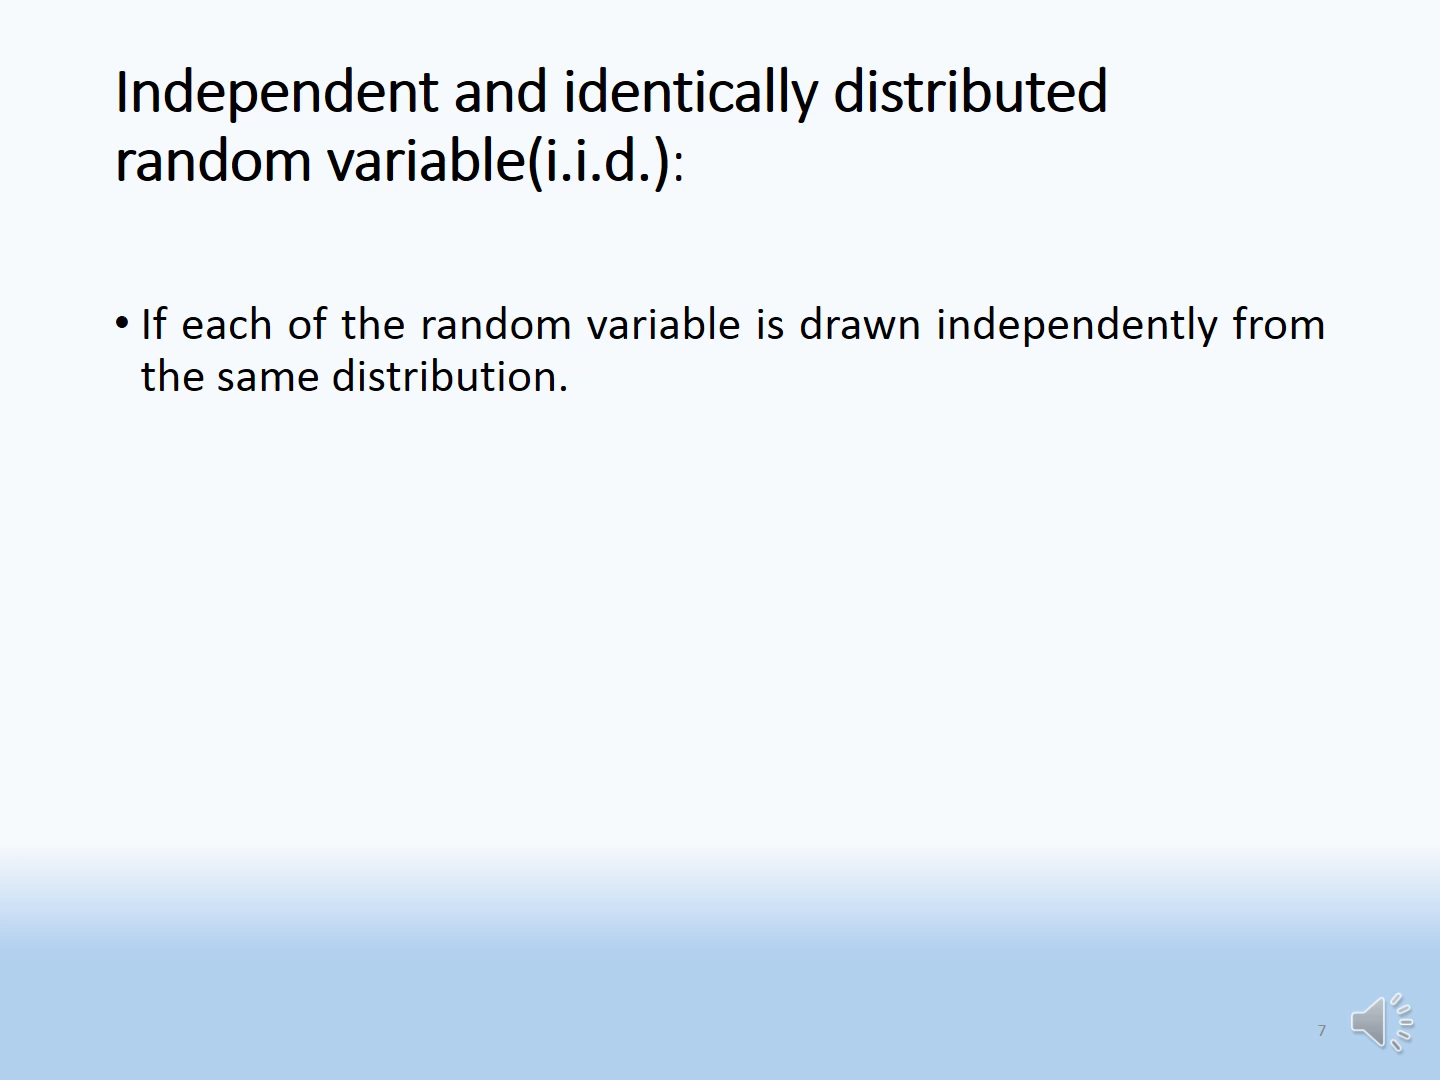 Independent and identically distributed
random variable(i.i.d.):
• If each of the random variable is drawn independently from
the same distribution.
7